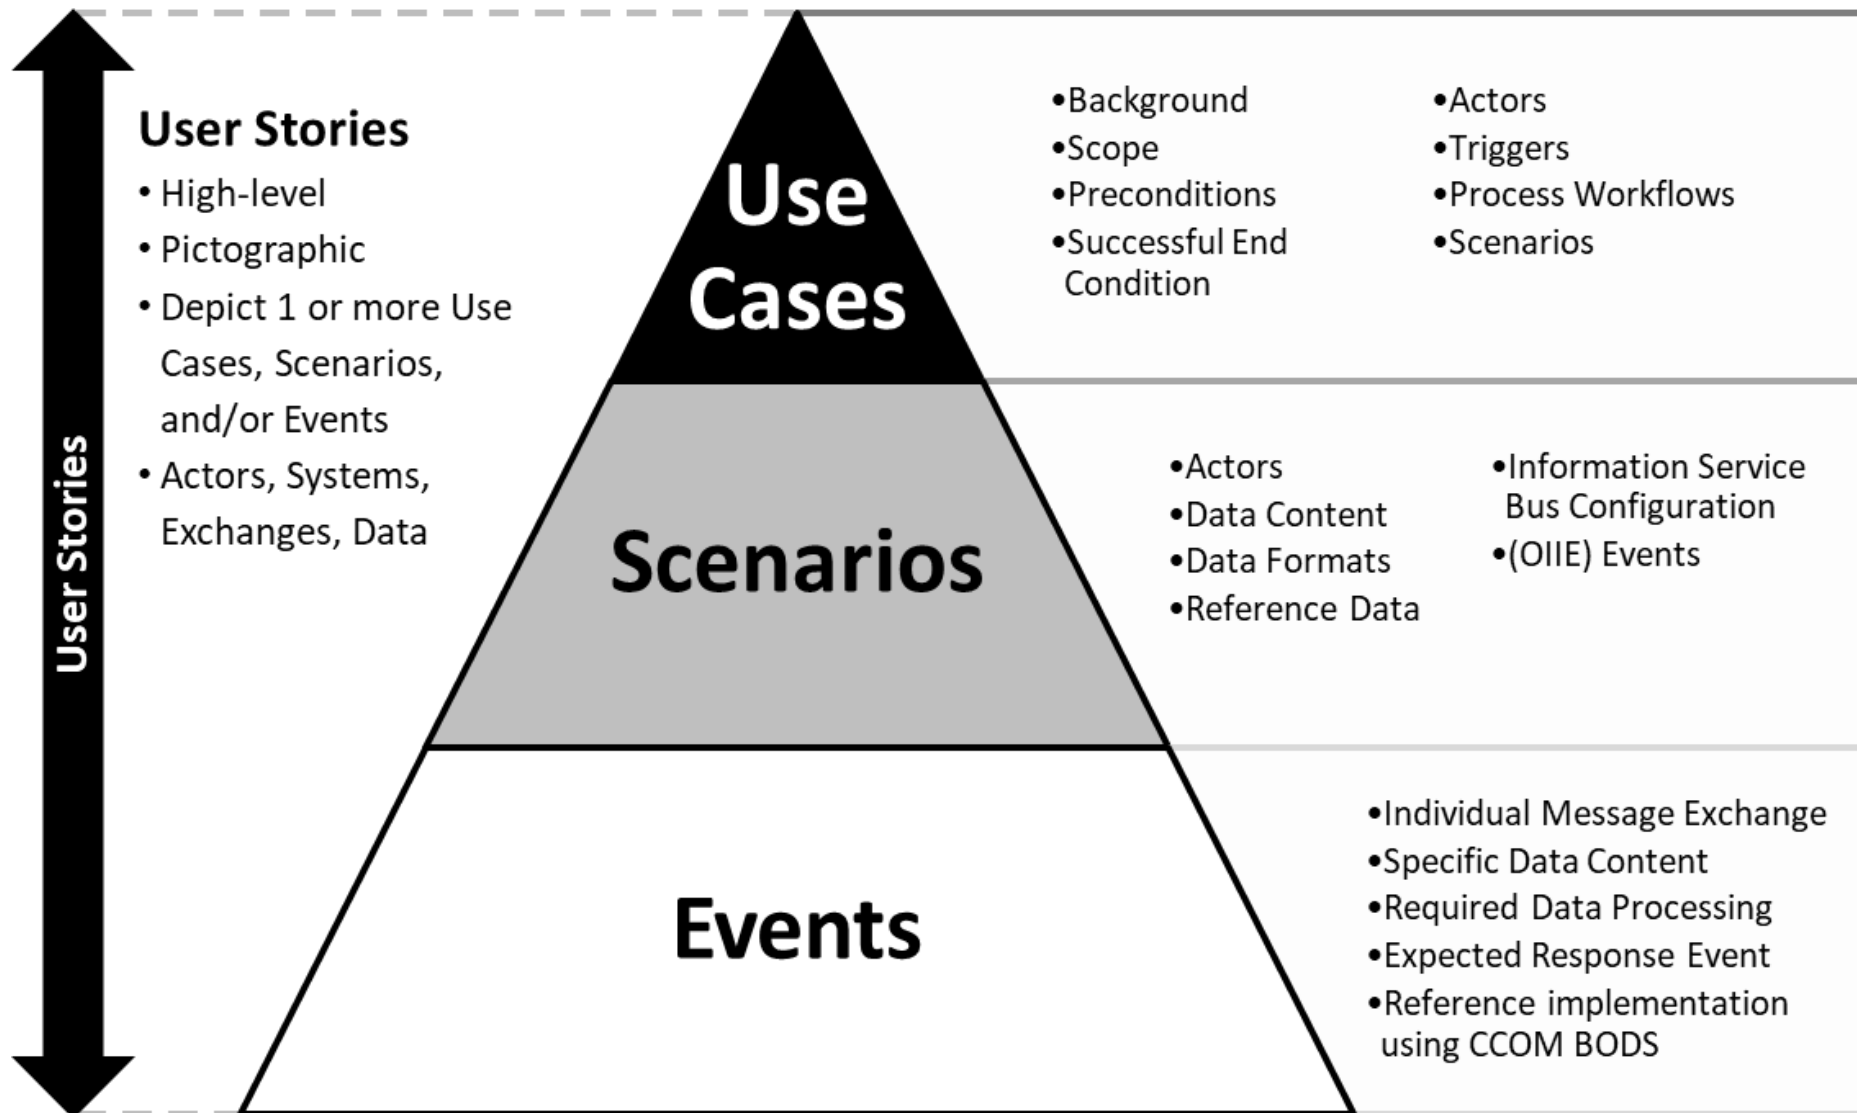 User Stories
User Stories
• High-level
• Pictographic
• Depict 1 or more Use
Cases, Scenarios,
and/or Events
• Actors, Systems,
Exchanges, Data
Use
Cases
•Background
•Scope
•Preconditions
•Successful End
Condition
•Actors
•Triggers
•Process Workflows
•Scenarios
Scenarios
•Actors
•Data Content
•Data Formats
•Reference Data
•Information Service
Bus Configuration
•(OIIE) Events
Events
•Individual Message Exchange
•Specific Data Content
•Required Data Processing
•Expected Response Event
•Reference implementation
using CCOM BODS